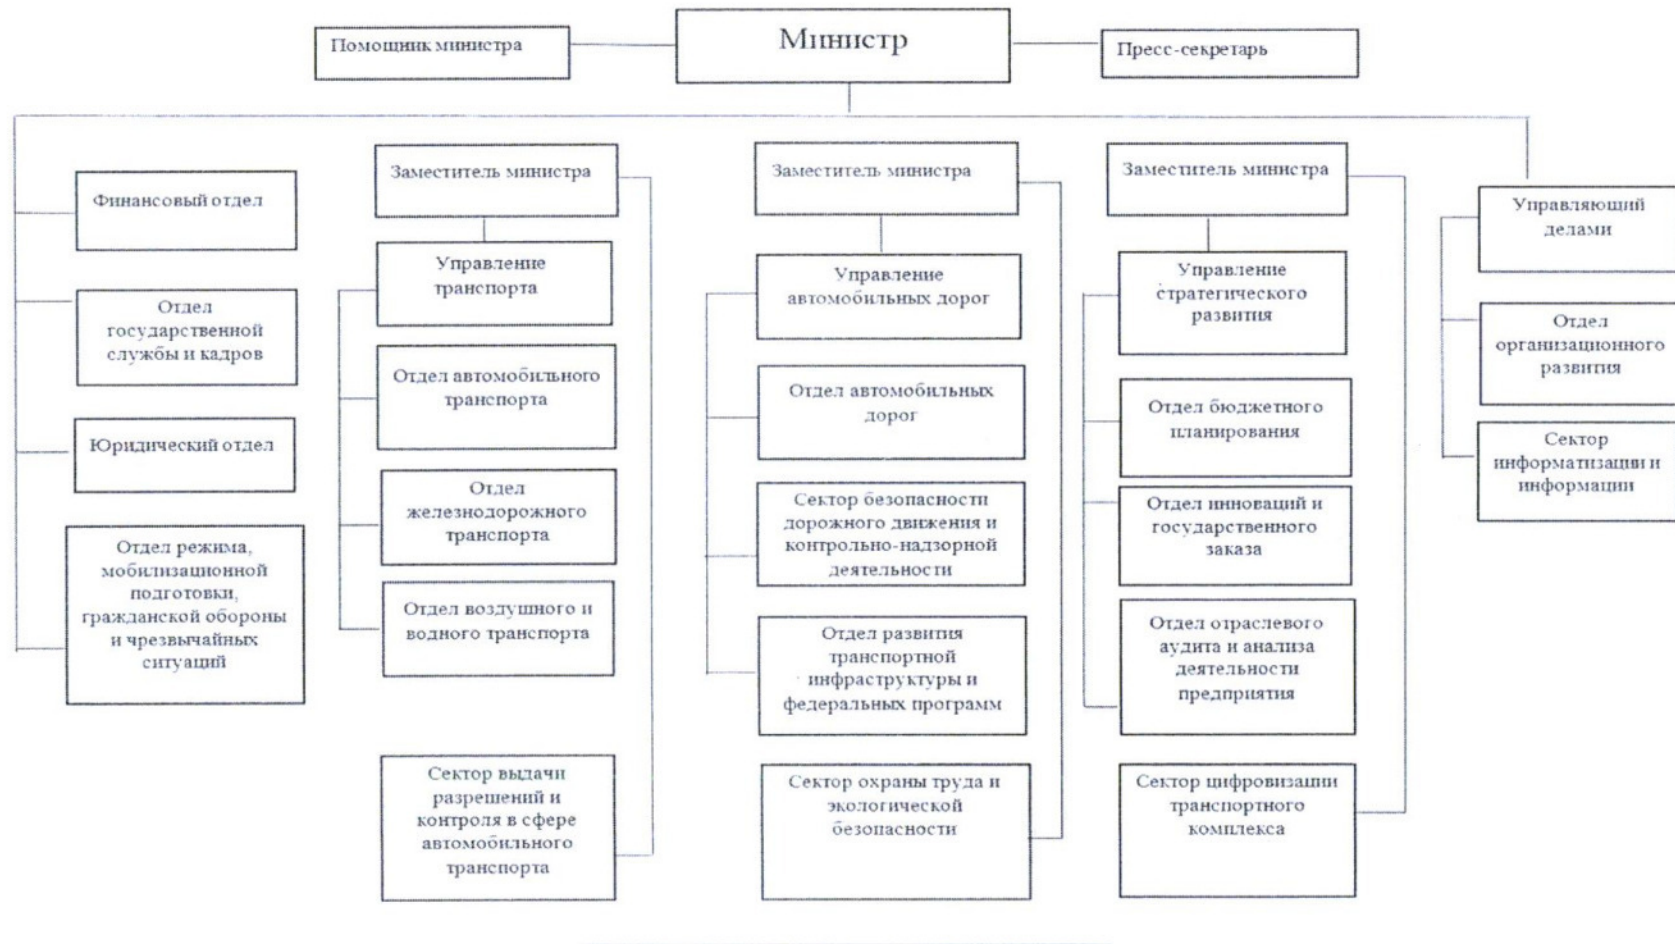 Министр
Помощник министра
Пресс-секретарь
Финансовый отдел
Отдел
государственной
службы и кадров
Юридический отдел
Отдел режима,
мобилизационной
подготовки,
гражданской обороны
и чрезвычайных
ситуаций
Заместитель министра
Управление
транспорта
Отдел автомобильного
транспорта
Отдел
железнодорожного
транспорта
Отдел воздушного и
водного транспорта
Сектор выдачи
разрешений и
контроля в сфере
автомобильного
транспорта
Заместитель министра
Управление
автомобильных дорог
Отдел автомобильных
дорог
Сектор безопасности
дорожного движения и
контрольно-надзорной
деятельности
Отдел развития
транспортной
инфраструктуры и
федеральных программ
Сектор охраны труда и
экологической
безопасности
Заместитель министра
Управление
стратегического
развития
Отдел бюджетного
планирования
Отдел инноваций и
государственного
заказа
Отдел отраслевого
аудита и анализа
деятельности
предприятия
Сектор цифровизации
транспортного
комплекса
Управляющий
делами
Отдел
организационного
развития
Сектор
информатизации и
информации